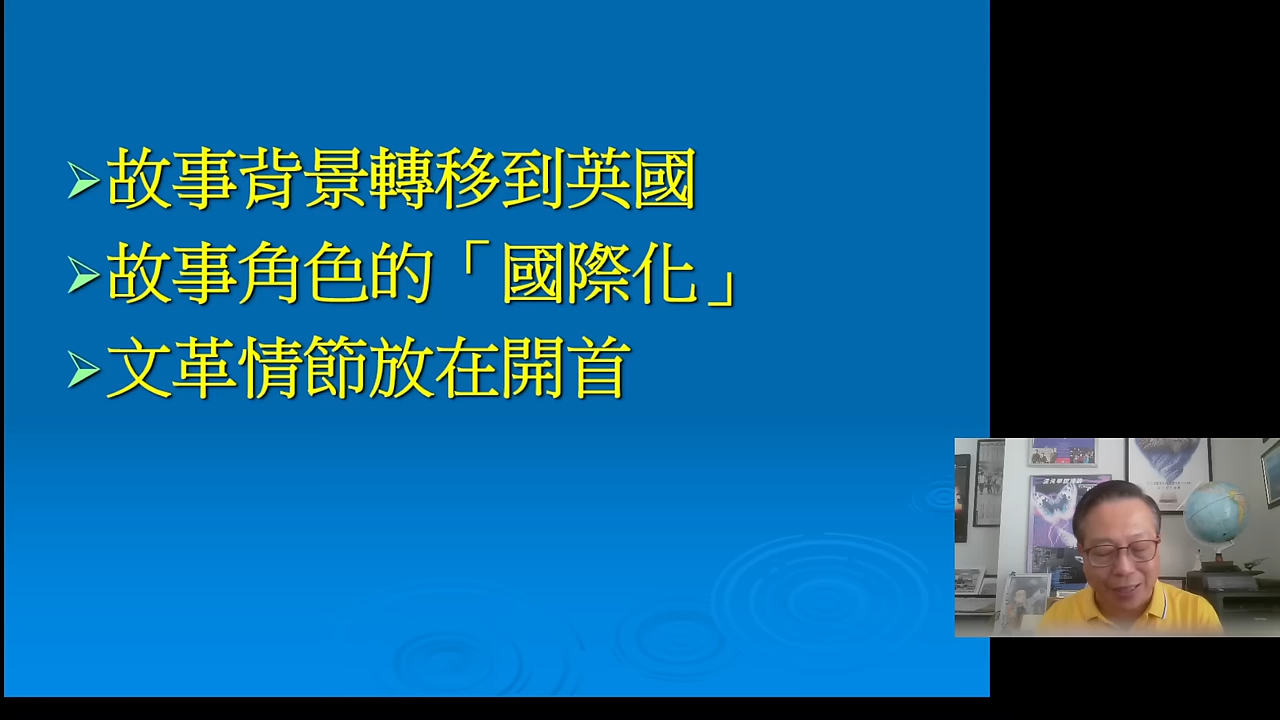 故事背景轉移到英國
故事角色的「國際化」
文革情節放在開首